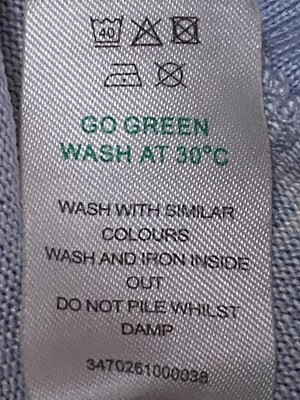 40
GO GREEN
WASH AT 30°C
WASH WITH SIMILAR
COLOURS
WASH AND IRON INSIDE
OUT
DO NOT PILE WHILST
DAMP
3470261000038